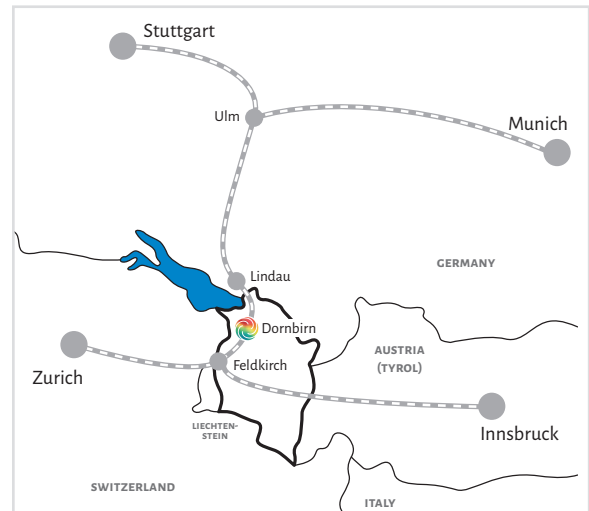 Stuttgart
Ulm
Munich
GERMANY
Lindau
Dornbirn
AUSTRIA
(TYROL)
Feldkirch
Zurich
LIECHTEN-
STEIN
Innsbruck
SWITZERLAND
ITALY